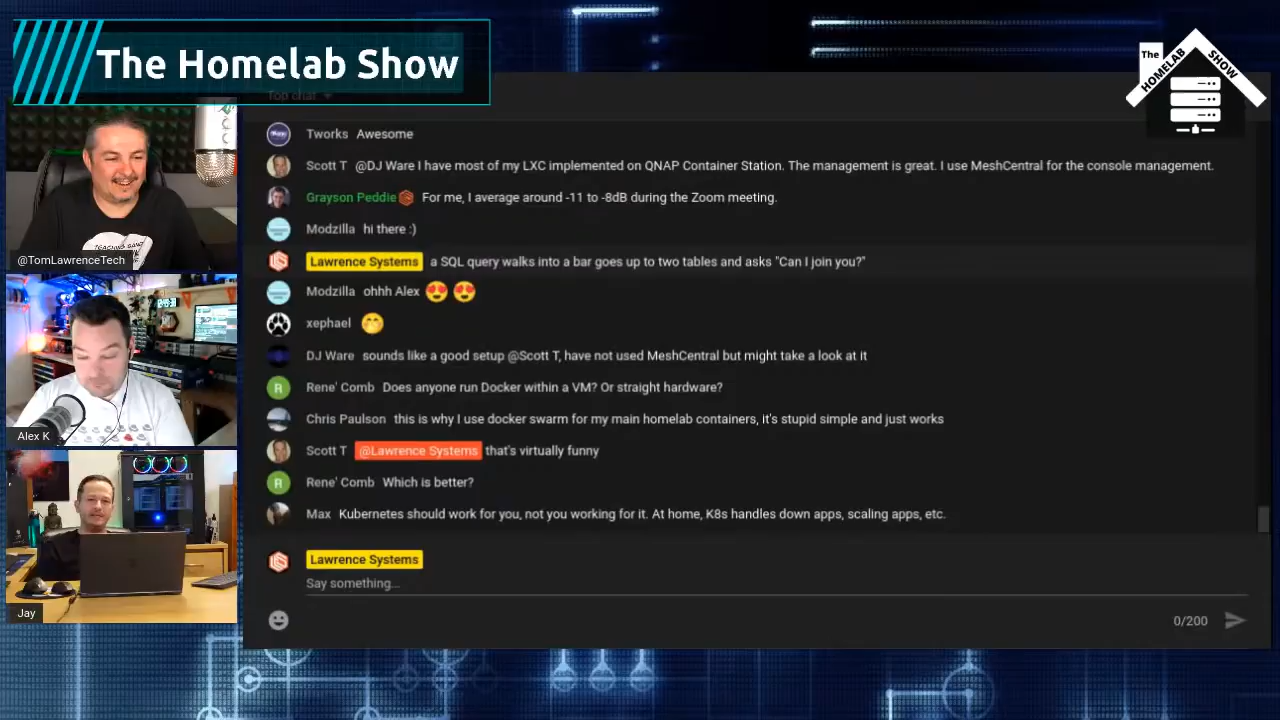 The Homelab Show
The
HOMELAB
SHOW
Top chat
Tworks Awesome
Scott T @DJ Ware I have most of my LXC implemented on QNAP Container Station. The management is great. I use MeshCentral for the console management.
Grayson Peddie For me, I average around -11 to -8dB during the Zoom meeting.
Modzilla hi there :)
@TomLawrenceTech
Lawrence Systems a SQL query walks into a bar goes up to two tables and asks "Can I join you?"
Modzilla ohhh Alex 😍 😍
xephael 🤭
DJ Ware sounds like a good setup @Scott T, have not used MeshCentral but might take a look at it
Rene' Comb Does anyone run Docker within a VM? Or straight hardware?
Chris Paulson this is why I use docker swarm for my main homelab containers, it's stupid simple and just works
Alex K
Scott T @Lawrence Systems that's virtually funny
Rene' Comb Which is better?
Max Kubernetes should work for you, not you working for it. At home, K8s handles down apps, scaling apps, etc.
Lawrence Systems
Say something...
Jay
0/200